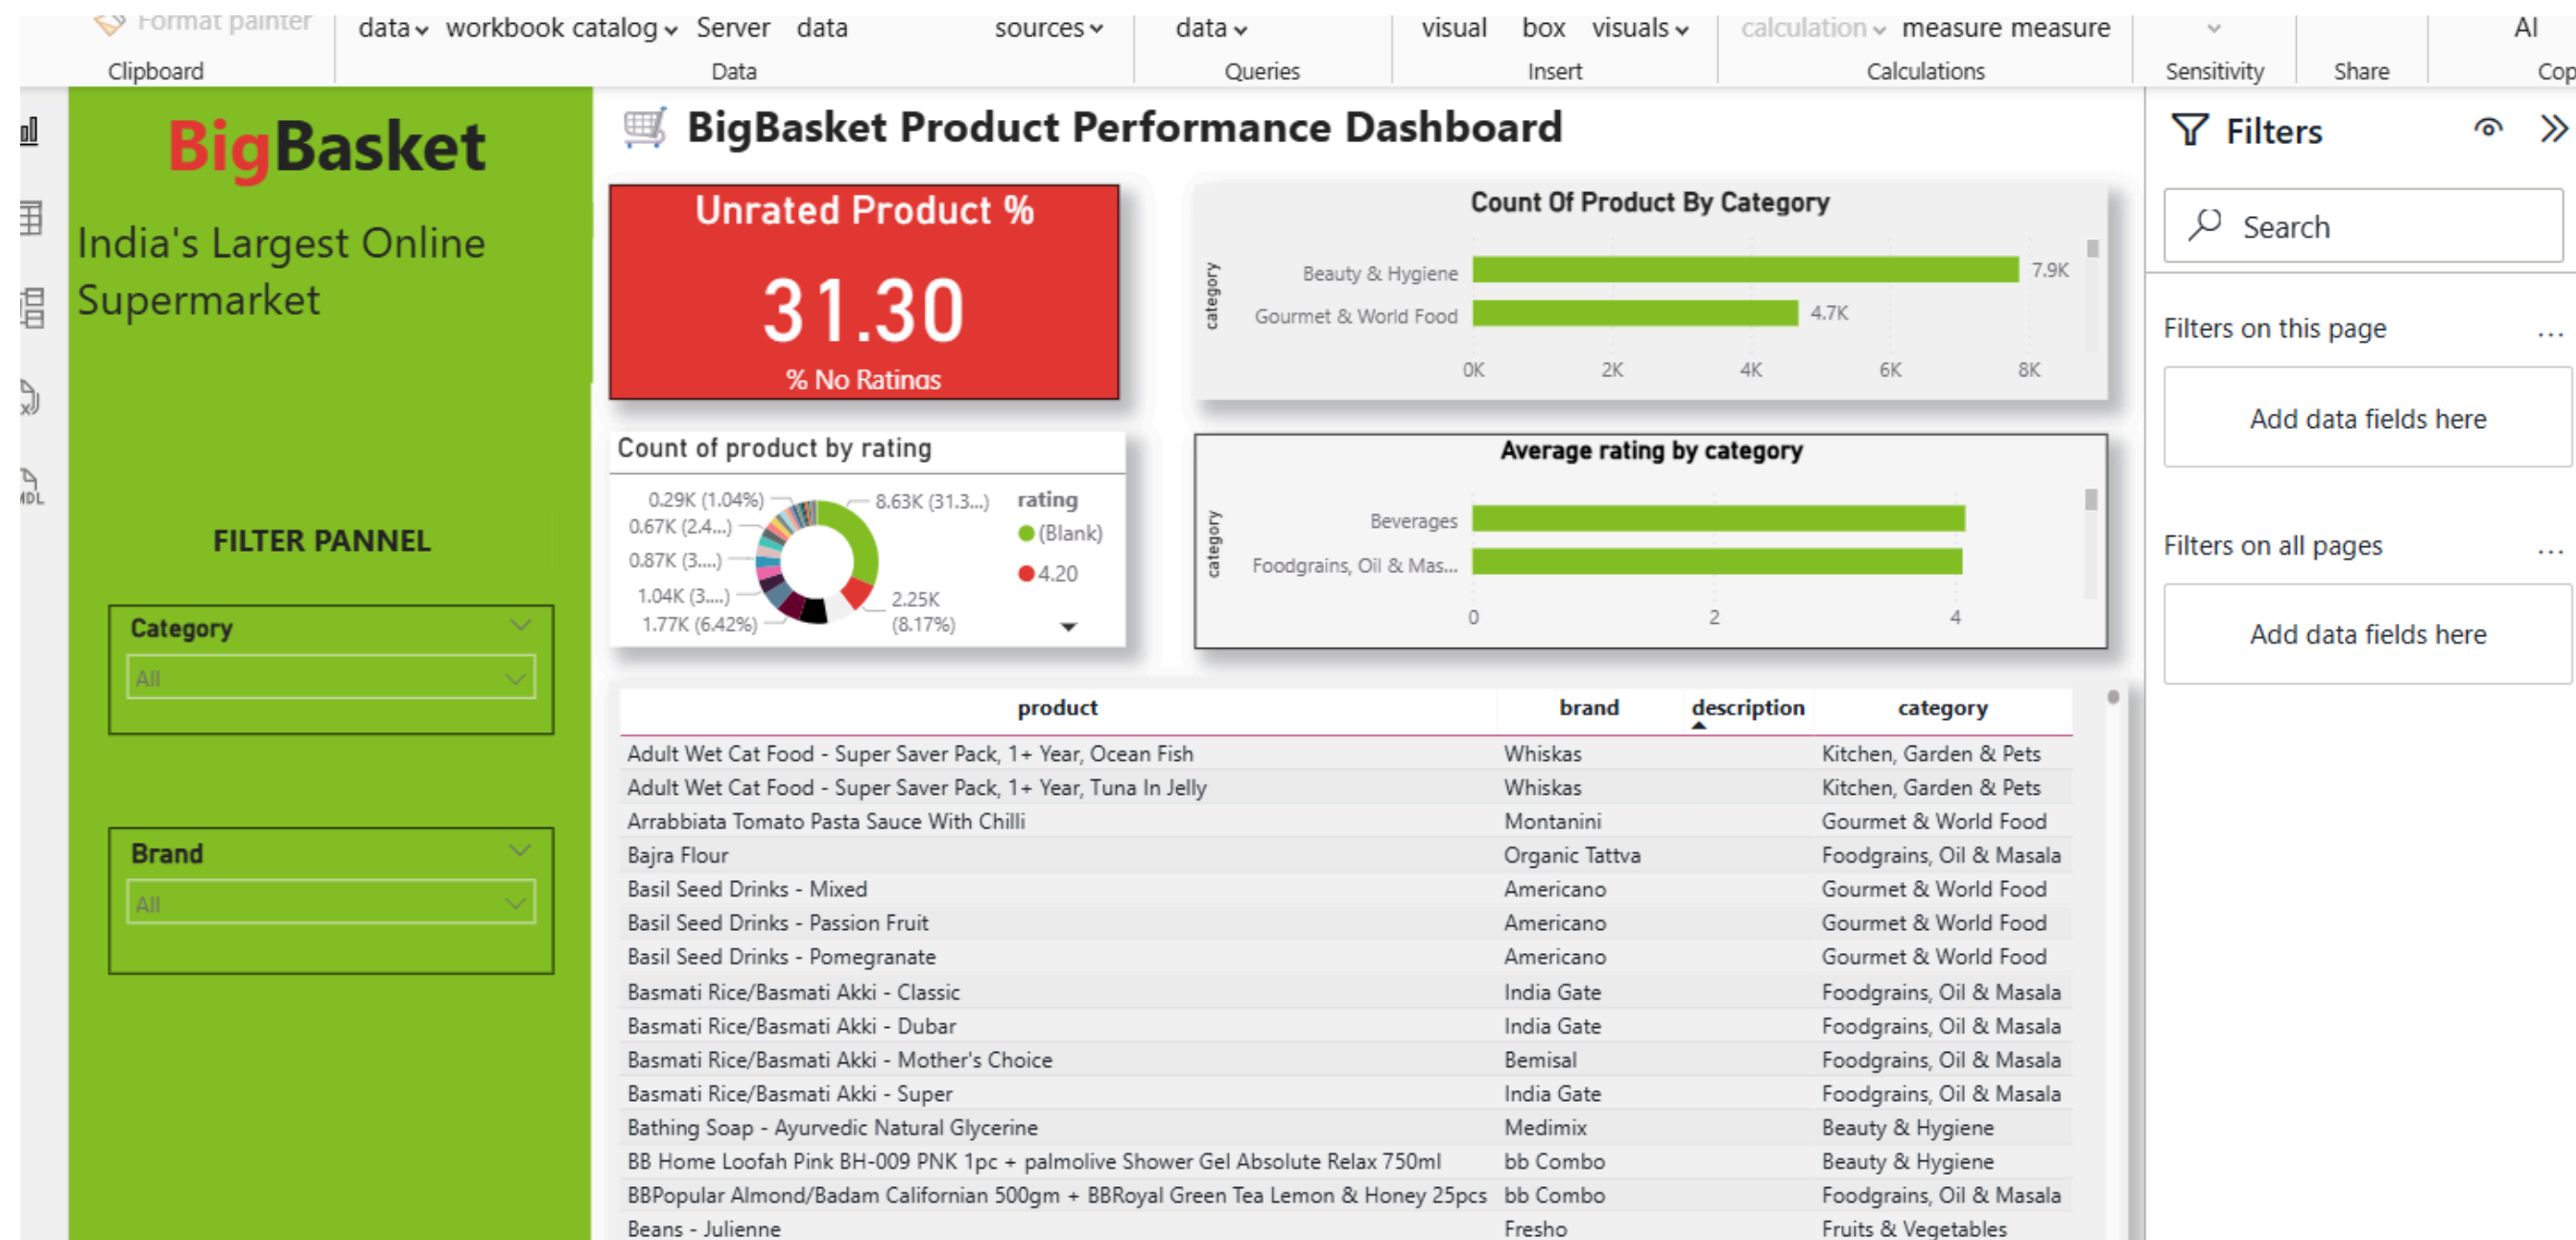 Format painter
data workbook catalog Server data sources data visual box visuals calculation measure measure AI
Clipboard Data Queries Insert Calculations Sensitivity Share Cop
BigBasket
India's Largest Online
Supermarket
FILTER PANNEL
Category
All
Brand
All
BigBasket Product Performance Dashboard
Unrated Product %
31.30
% No Ratings
Count Of Product By Category
category
Beauty & Hygiene 7.9K
Gourmet & World Food 4.7K
0K 2K 4K 6K 8K
Count of product by rating
0.29K (1.04%)
0.67K (2.4...)
0.87K (3....)
1.04K (3....)
1.77K (6.42%)
8.63K (31.3...)
2.25K
(8.17%)
rating
(Blank)
4.20
Average rating by category
category
Beverages
Foodgrains, Oil & Mas...
0 2 4
product brand description category
Adult Wet Cat Food - Super Saver Pack, 1+ Year, Ocean Fish Whiskas Kitchen, Garden & Pets
Adult Wet Cat Food - Super Saver Pack, 1+ Year, Tuna In Jelly Whiskas Kitchen, Garden & Pets
Arrabbiata Tomato Pasta Sauce With Chilli Montanini Gourmet & World Food
Bajra Flour Organic Tattva Foodgrains, Oil & Masala
Basil Seed Drinks - Mixed Americano Gourmet & World Food
Basil Seed Drinks - Passion Fruit Americano Gourmet & World Food
Basil Seed Drinks - Pomegranate Americano Gourmet & World Food
Basmati Rice/Basmati Akki - Classic India Gate Foodgrains, Oil & Masala
Basmati Rice/Basmati Akki - Dubar India Gate Foodgrains, Oil & Masala
Basmati Rice/Basmati Akki - Mother's Choice Bemisal Foodgrains, Oil & Masala
Basmati Rice/Basmati Akki - Super India Gate Foodgrains, Oil & Masala
Bathing Soap - Ayurvedic Natural Glycerine Medimix Beauty & Hygiene
BB Home Loofah Pink BH-009 PNK 1pc + palmolive Shower Gel Absolute Relax 750ml bb Combo Beauty & Hygiene
BBPopular Almond/Badam Californian 500gm + BBRoyal Green Tea Lemon & Honey 25pcs bb Combo Foodgrains, Oil & Masala
Beans - Julienne Fresho Fruits & Vegetables
Filters
Search
Filters on this page ...
Add data fields here
Filters on all pages ...
Add data fields here